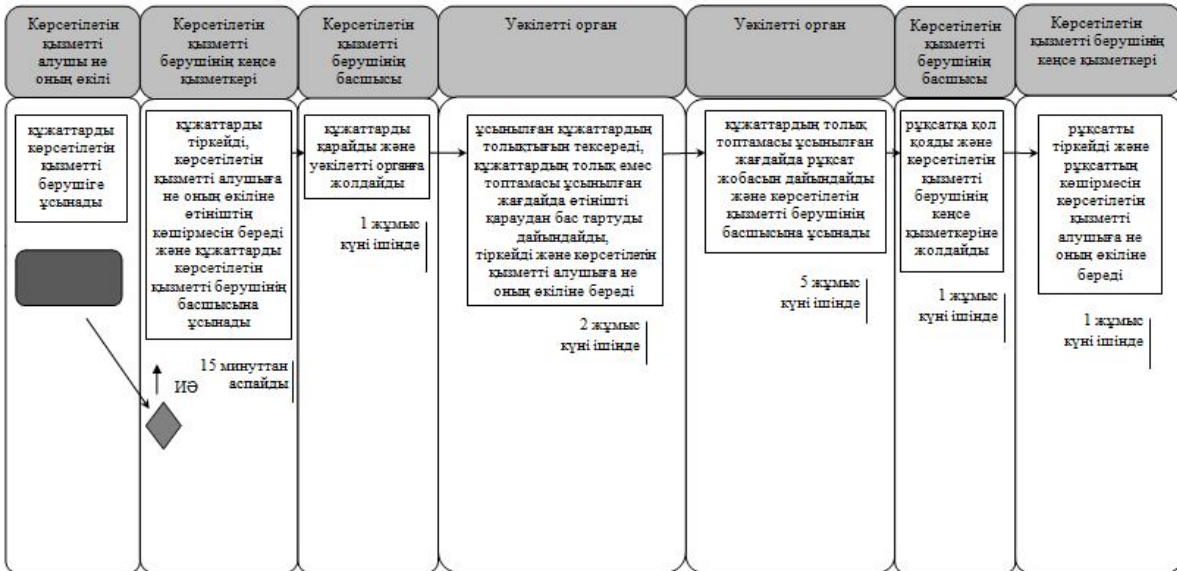 Көрсетілетін
қызметті
алушы не
оның өкілі
Көрсетілетін
қызметті
берушінің кеңсе
қызметкері
Көрсетілетін
қызметті
берушінің
басшысы
Уәкілетті орган
Уәкілетті орган
Көрсетілетін
қызметті
берушінің
басшысы
Көрсетілетін
қызметті берушінің
кеңсе қызметкері
құжаттарды
көрсетілетін
қызметті
берушіге
ұсынады
құжаттарды
тіркейді,
көрсетілетін
қызметті алушыға
не оның өкіліне
өтініштің
көшірмесін береді
және құжаттарды
көрсетілетін
қызметті берушінің
басшысына
ұсынады
15 минуттан
аспайды
ИӘ
құжаттарды
қарайды және
уәкілетті органға
жолдайды
1 жұмыс
күні ішінде
ұсынылған құжаттардың
толықтығын тексереді,
құжаттардың толық емес
топтамасы ұсынылған
жағдайда өтінішті
қараудан бас тартуды
дайындайды,
тіркейді және көрсетілетін
қызметті алушыға не
оның өкіліне береді
2 жұмыс
күні ішінде
құжаттардың толық
топтамасы ұсынылған
жағдайда рұқсат
жобасын дайындайды
және көрсетілетін
қызметті берушінің
басшысына ұсынады
5 жұмыс
күні ішінде
рұқсатқа қол
қояды және
көрсетілетін
қызметті
берушінің
кеңсе
қызметкеріне
жолдайды
1 жұмыс
күні ішінде
рұқсатты
тіркейді және
рұқсаттың
көшірмесін
көрсетілетін
қызметті
алушыға не
оның өкіліне
береді
1 жұмыс
күні ішінде